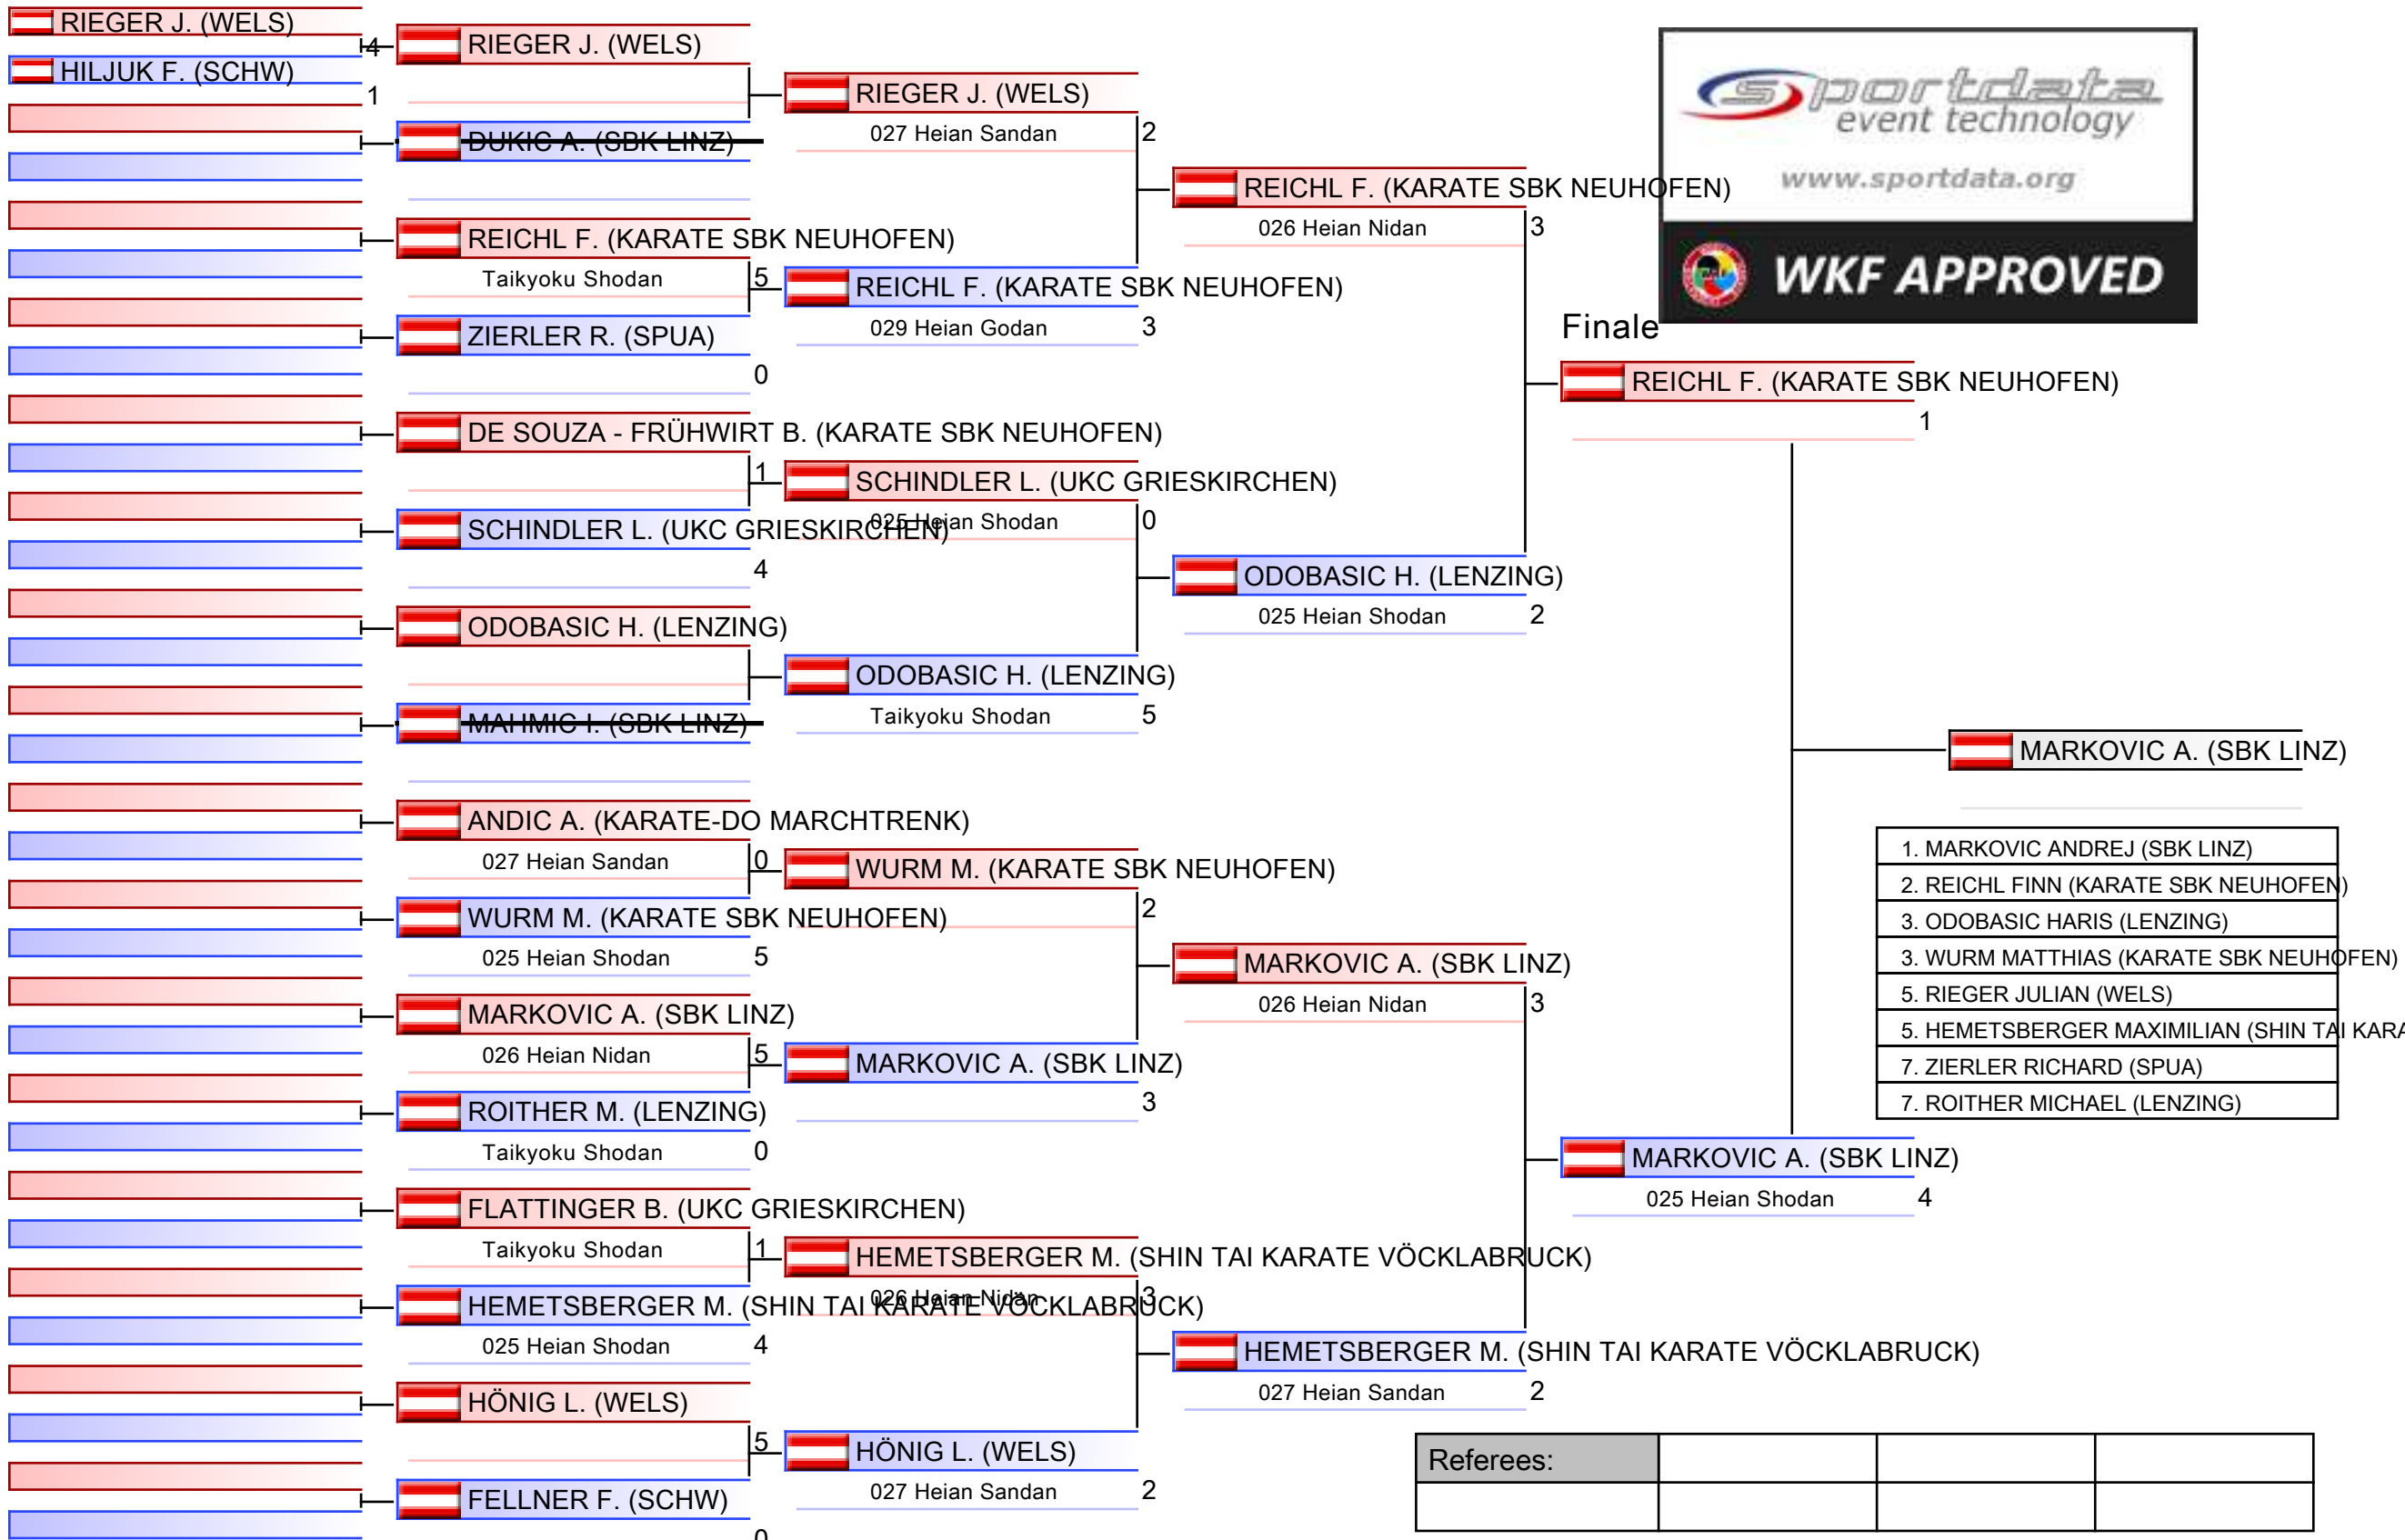 RIEGER J. (WELS)
4
HILJUK F. (SCHW)
1
RIEGER J. (WELS)
DUKIC A. (SBK LINZ)
REICHL F. (KARATE SBK NEUHOFEN)
Taikyoku Shodan
5
ZIERLER R. (SPUA)
0
DE SOUZA - FRÜHWIRT B. (KARATE SBK NEUHOFEN)
1
SCHINDLER L. (UKC GRIESKIRCHEN)
4
ODOBASIC H. (LENZING)
MAHMIC I. (SBK LINZ)
ANDIC A. (KARATE-DO MARCHTRENK)
027 Heian Sandan
0
WURM M. (KARATE SBK NEUHOFEN)
025 Heian Shodan
5
MARKOVIC A. (SBK LINZ)
026 Heian Nidan
5
ROITHER M. (LENZING)
Taikyoku Shodan
0
FLATTINGER B. (UKC GRIESKIRCHEN)
Taikyoku Shodan
1
HEMETSBERGER M. (SHIN TAI KARATE VÖCKLABRUCK)
025 Heian Shodan
4
HÖNIG L. (WELS)
5
FELLNER F. (SCHW)
0
RIEGER J. (WELS)
027 Heian Sandan
2
REICHL F. (KARATE SBK NEUHOFEN)
029 Heian Godan
3
SCHINDLER L. (UKC GRIESKIRCHEN)
025 Heian Shodan
0
ODOBASIC H. (LENZING)
Taikyoku Shodan
5
WURM M. (KARATE SBK NEUHOFEN)
2
MARKOVIC A. (SBK LINZ)
3
HEMETSBERGER M. (SHIN TAI KARATE VÖCKLABRUCK)
026 Heian Nidan
3
HÖNIG L. (WELS)
027 Heian Sandan
2
REICHL F. (KARATE SBK NEUHOFEN)
026 Heian Nidan
3
ODOBASIC H. (LENZING)
025 Heian Shodan
2
MARKOVIC A. (SBK LINZ)
026 Heian Nidan
3
HEMETSBERGER M. (SHIN TAI KARATE VÖCKLABRUCK)
027 Heian Sandan
2
sportdata
event technology
www.sportdata.org
WKF APPROVED
Finale
REICHL F. (KARATE SBK NEUHOFEN)
1
MARKOVIC A. (SBK LINZ)
025 Heian Shodan
4
MARKOVIC A. (SBK LINZ)
1. MARKOVIC ANDREJ (SBK LINZ)
2. REICHL FINN (KARATE SBK NEUHOFEN)
3. ODOBASIC HARIS (LENZING)
3. WURM MATTHIAS (KARATE SBK NEUHOFEN)
5. RIEGER JULIAN (WELS)
5. HEMETSBERGER MAXIMILIAN (SHIN TAI KARA
7. ZIERLER RICHARD (SPUA)
7. ROITHER MICHAEL (LENZING)
Referees: